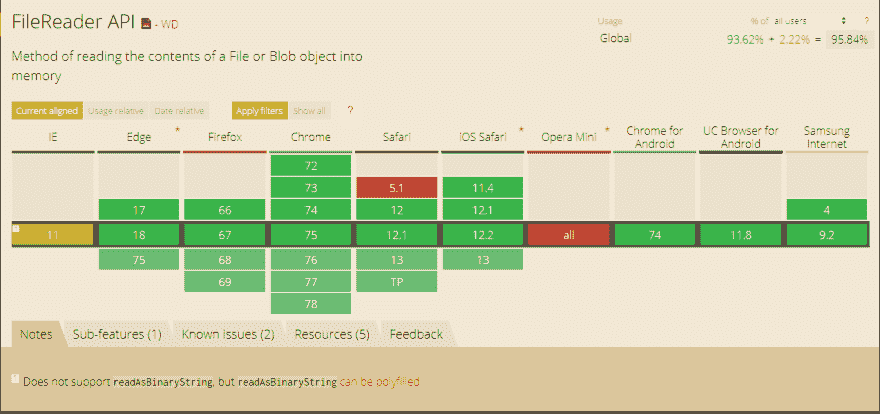 FileReader API - WD
Usage % of all users ?
Global 93.62% + 2.22% = 95.84%
Method of reading the contents of a File or Blob object into
memory
Current aligned Usage relative Date relative Apply filters Show all ?
IE Edge * Firefox Chrome Safari iOS Safari * Opera Mini * Chrome for Android UC Browser for Android Samsung Internet
72
73 5.1 11.4
17 66 74 12 12.1 4
11 18 67 75 12.1 12.2 all 74 11.8 9.2
75 68 76 13 13
69 77 TP
78
Notes Sub-features (1) Known issues (2) Resources (5) Feedback
Does not support readAsBinaryString, but readAsBinaryString can be polyfilled